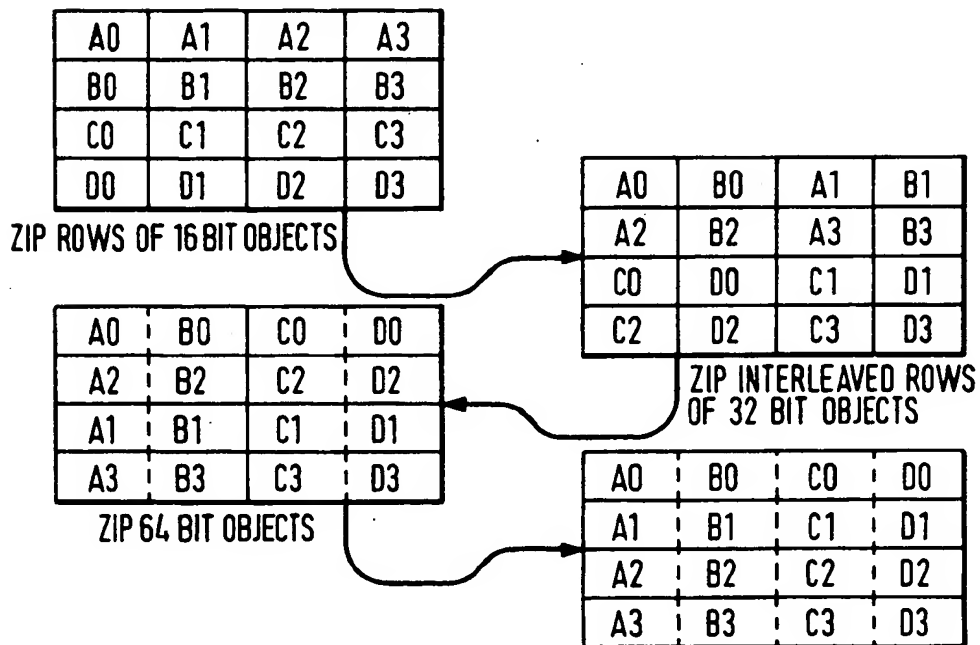 A0 A1 A2 A3
B0 B1 B2 B3
C0 C1 C2 C3
D0 D1 D2 D3
ZIP ROWS OF 16 BIT OBJECTS
A0 B0 A1 B1
A2 B2 A3 B3
C0 D0 C1 D1
C2 D2 C3 D3
ZIP INTERLEAVED ROWS
OF 32 BIT OBJECTS
A0 B0 C0 D0
A2 B2 C2 D2
A1 B1 C1 D1
A3 B3 C3 D3
ZIP 64 BIT OBJECTS
A0 B0 C0 D0
A1 B1 C1 D1
A2 B2 C2 D2
A3 B3 C3 D3